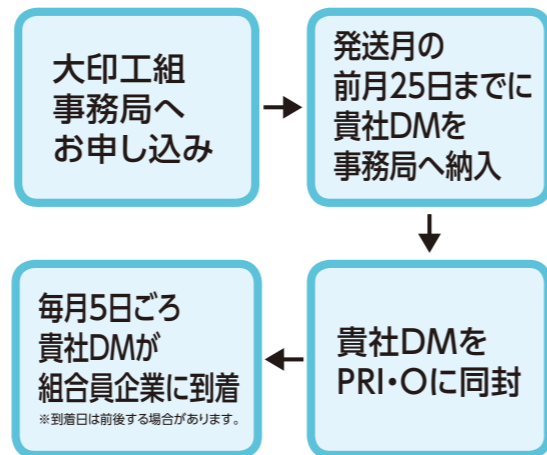 大印工組
事務局へ
お申し込み
発送月の
前月25日までに
貴社DMを
事務局へ納入
貴社DMを
PRI・Oに同封
毎月5日ごろ
貴社DMが
組合員企業に到着
※到着日は前後する場合があります。